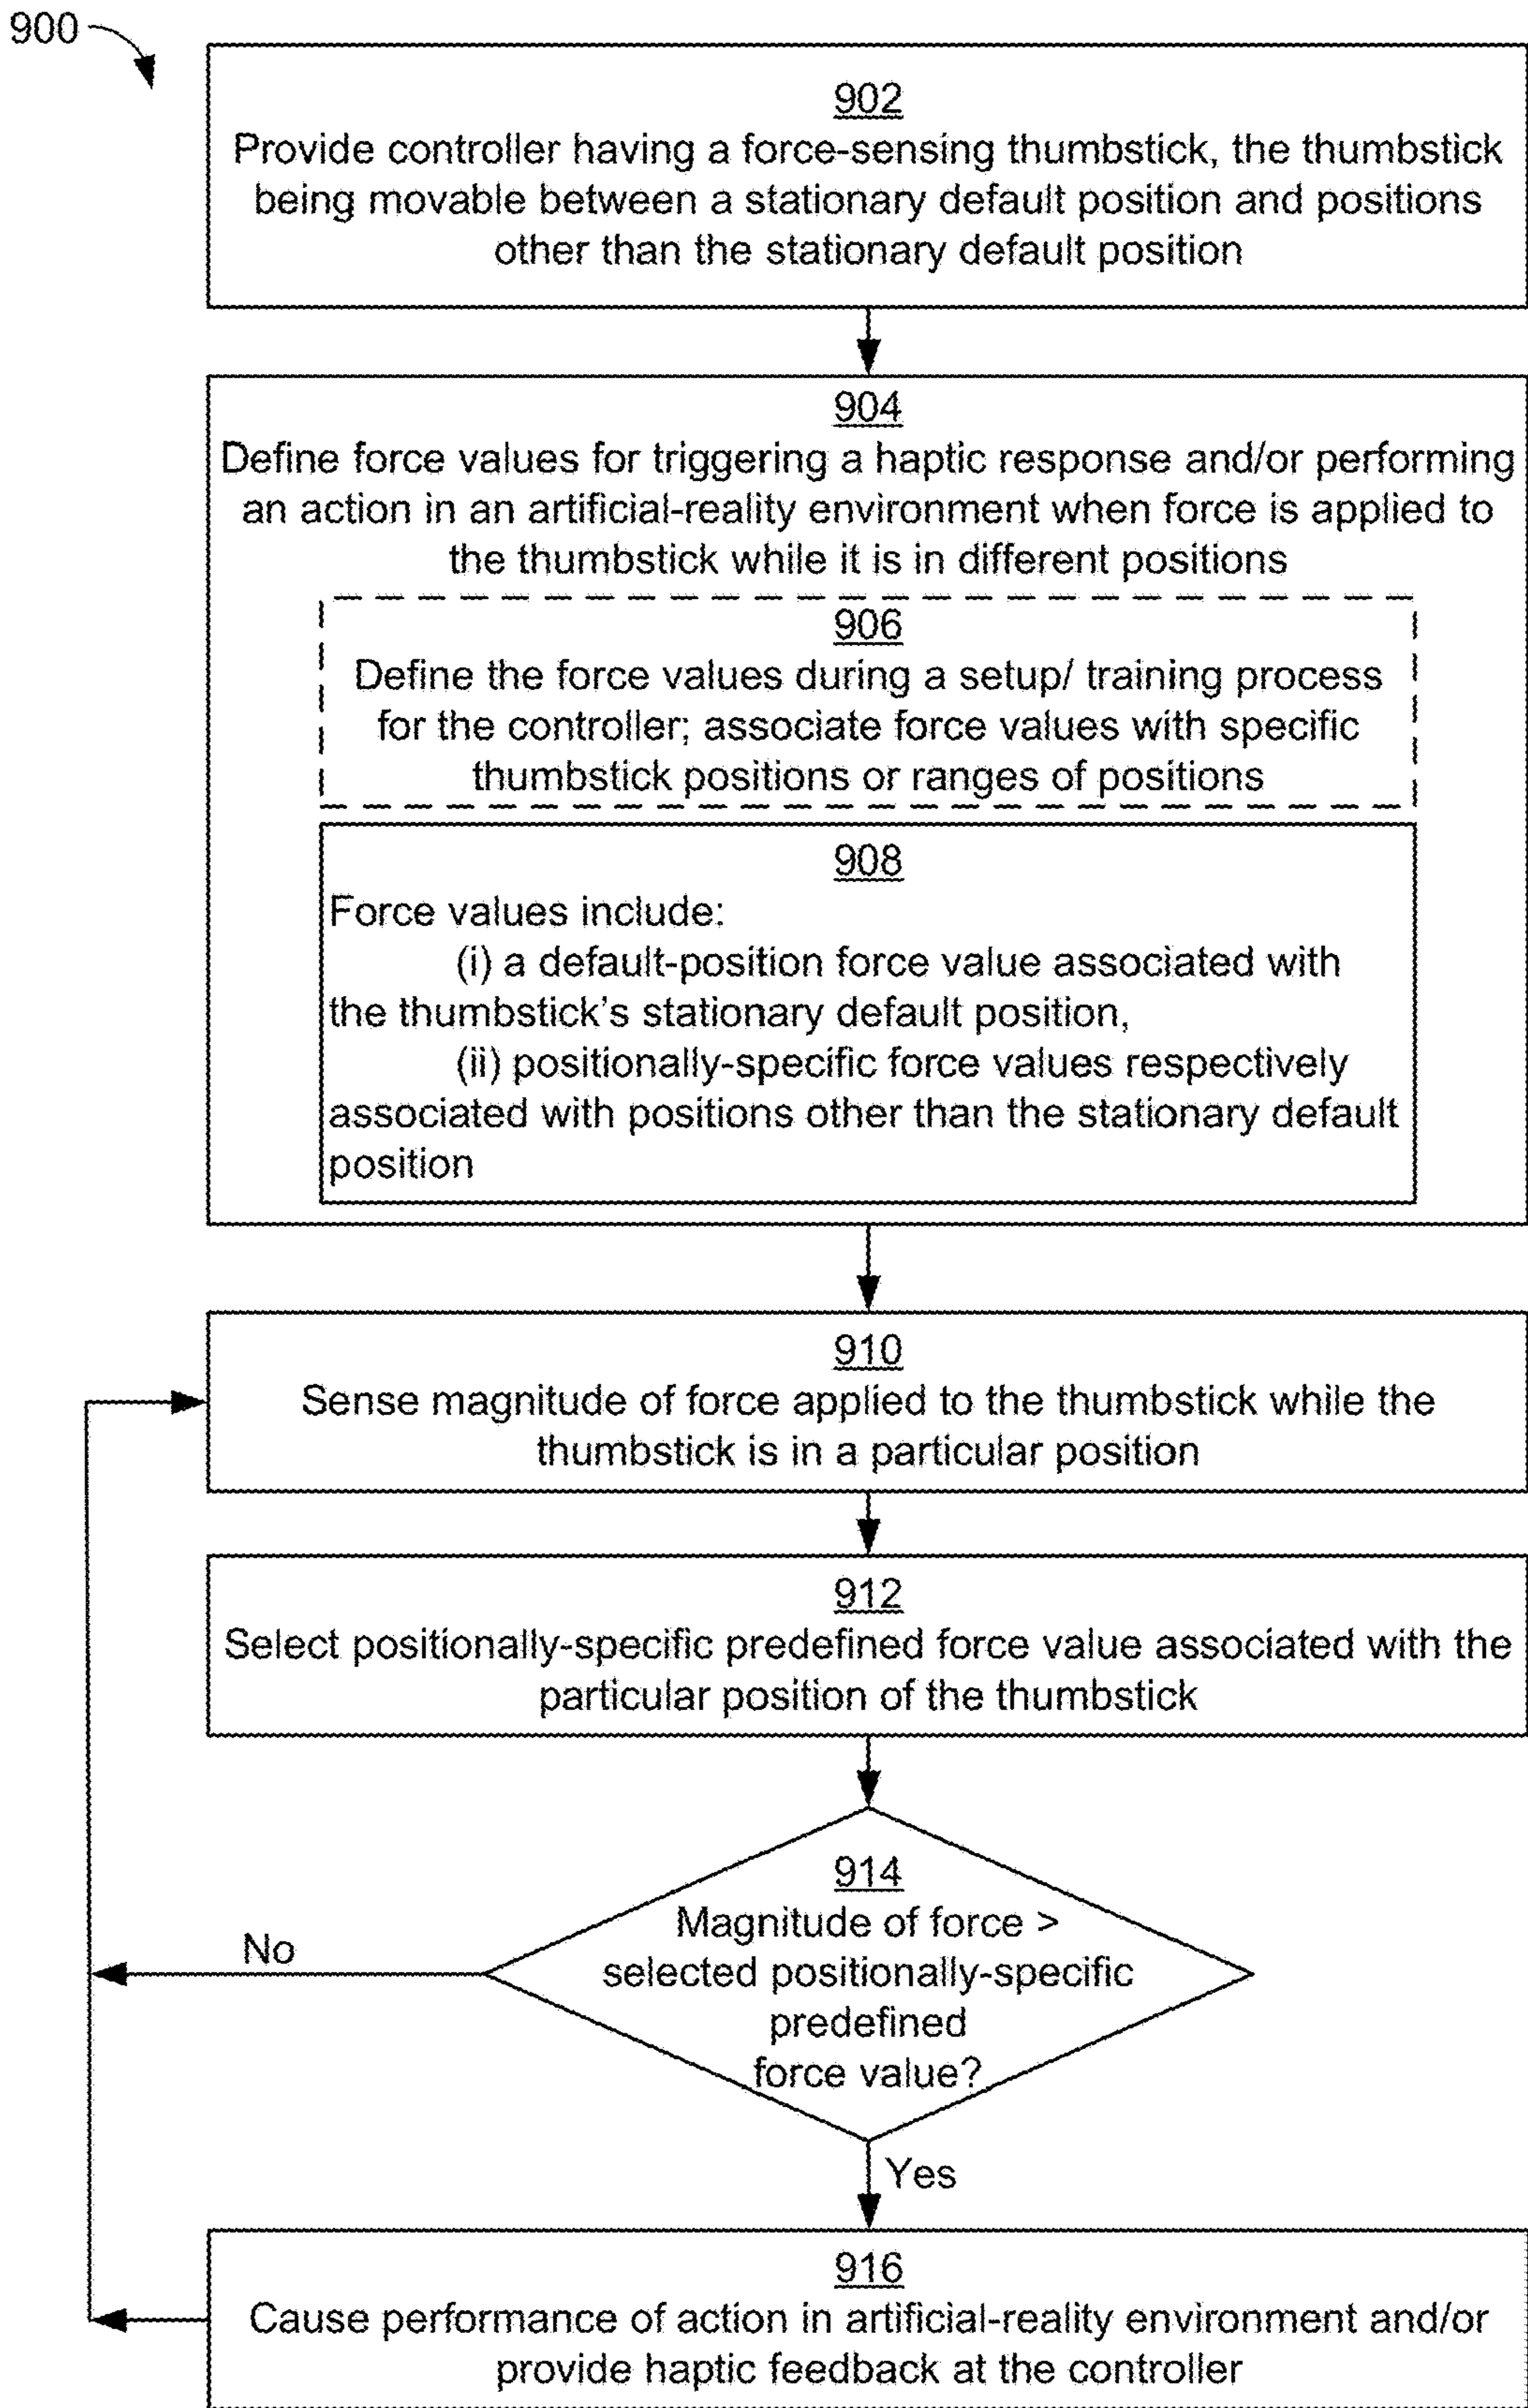 900
902
Provide controller having a force-sensing thumbstick, the thumbstick
being movable between a stationary default position and positions
other than the stationary default position
904
Define force values for triggering a haptic response and/or performing
an action in an artificial-reality environment when force is applied to
the thumbstick while it is in different positions
906
Define the force values during a setup/ training process
for the controller; associate force values with specific
thumbstick positions or ranges of positions
908
Force values include:
(i) a default-position force value associated with
the thumbstick's stationary default position,
(ii) positionally-specific force values respectively
associated with positions other than the stationary default
position
910
Sense magnitude of force applied to the thumbstick while the
thumbstick is in a particular position
912
Select positionally-specific predefined force value associated with the
particular position of the thumbstick
914
Magnitude of force >
selected positionally-specific
predefined
force value?
No
Yes
916
Cause performance of action in artificial-reality environment and/or
provide haptic feedback at the controller